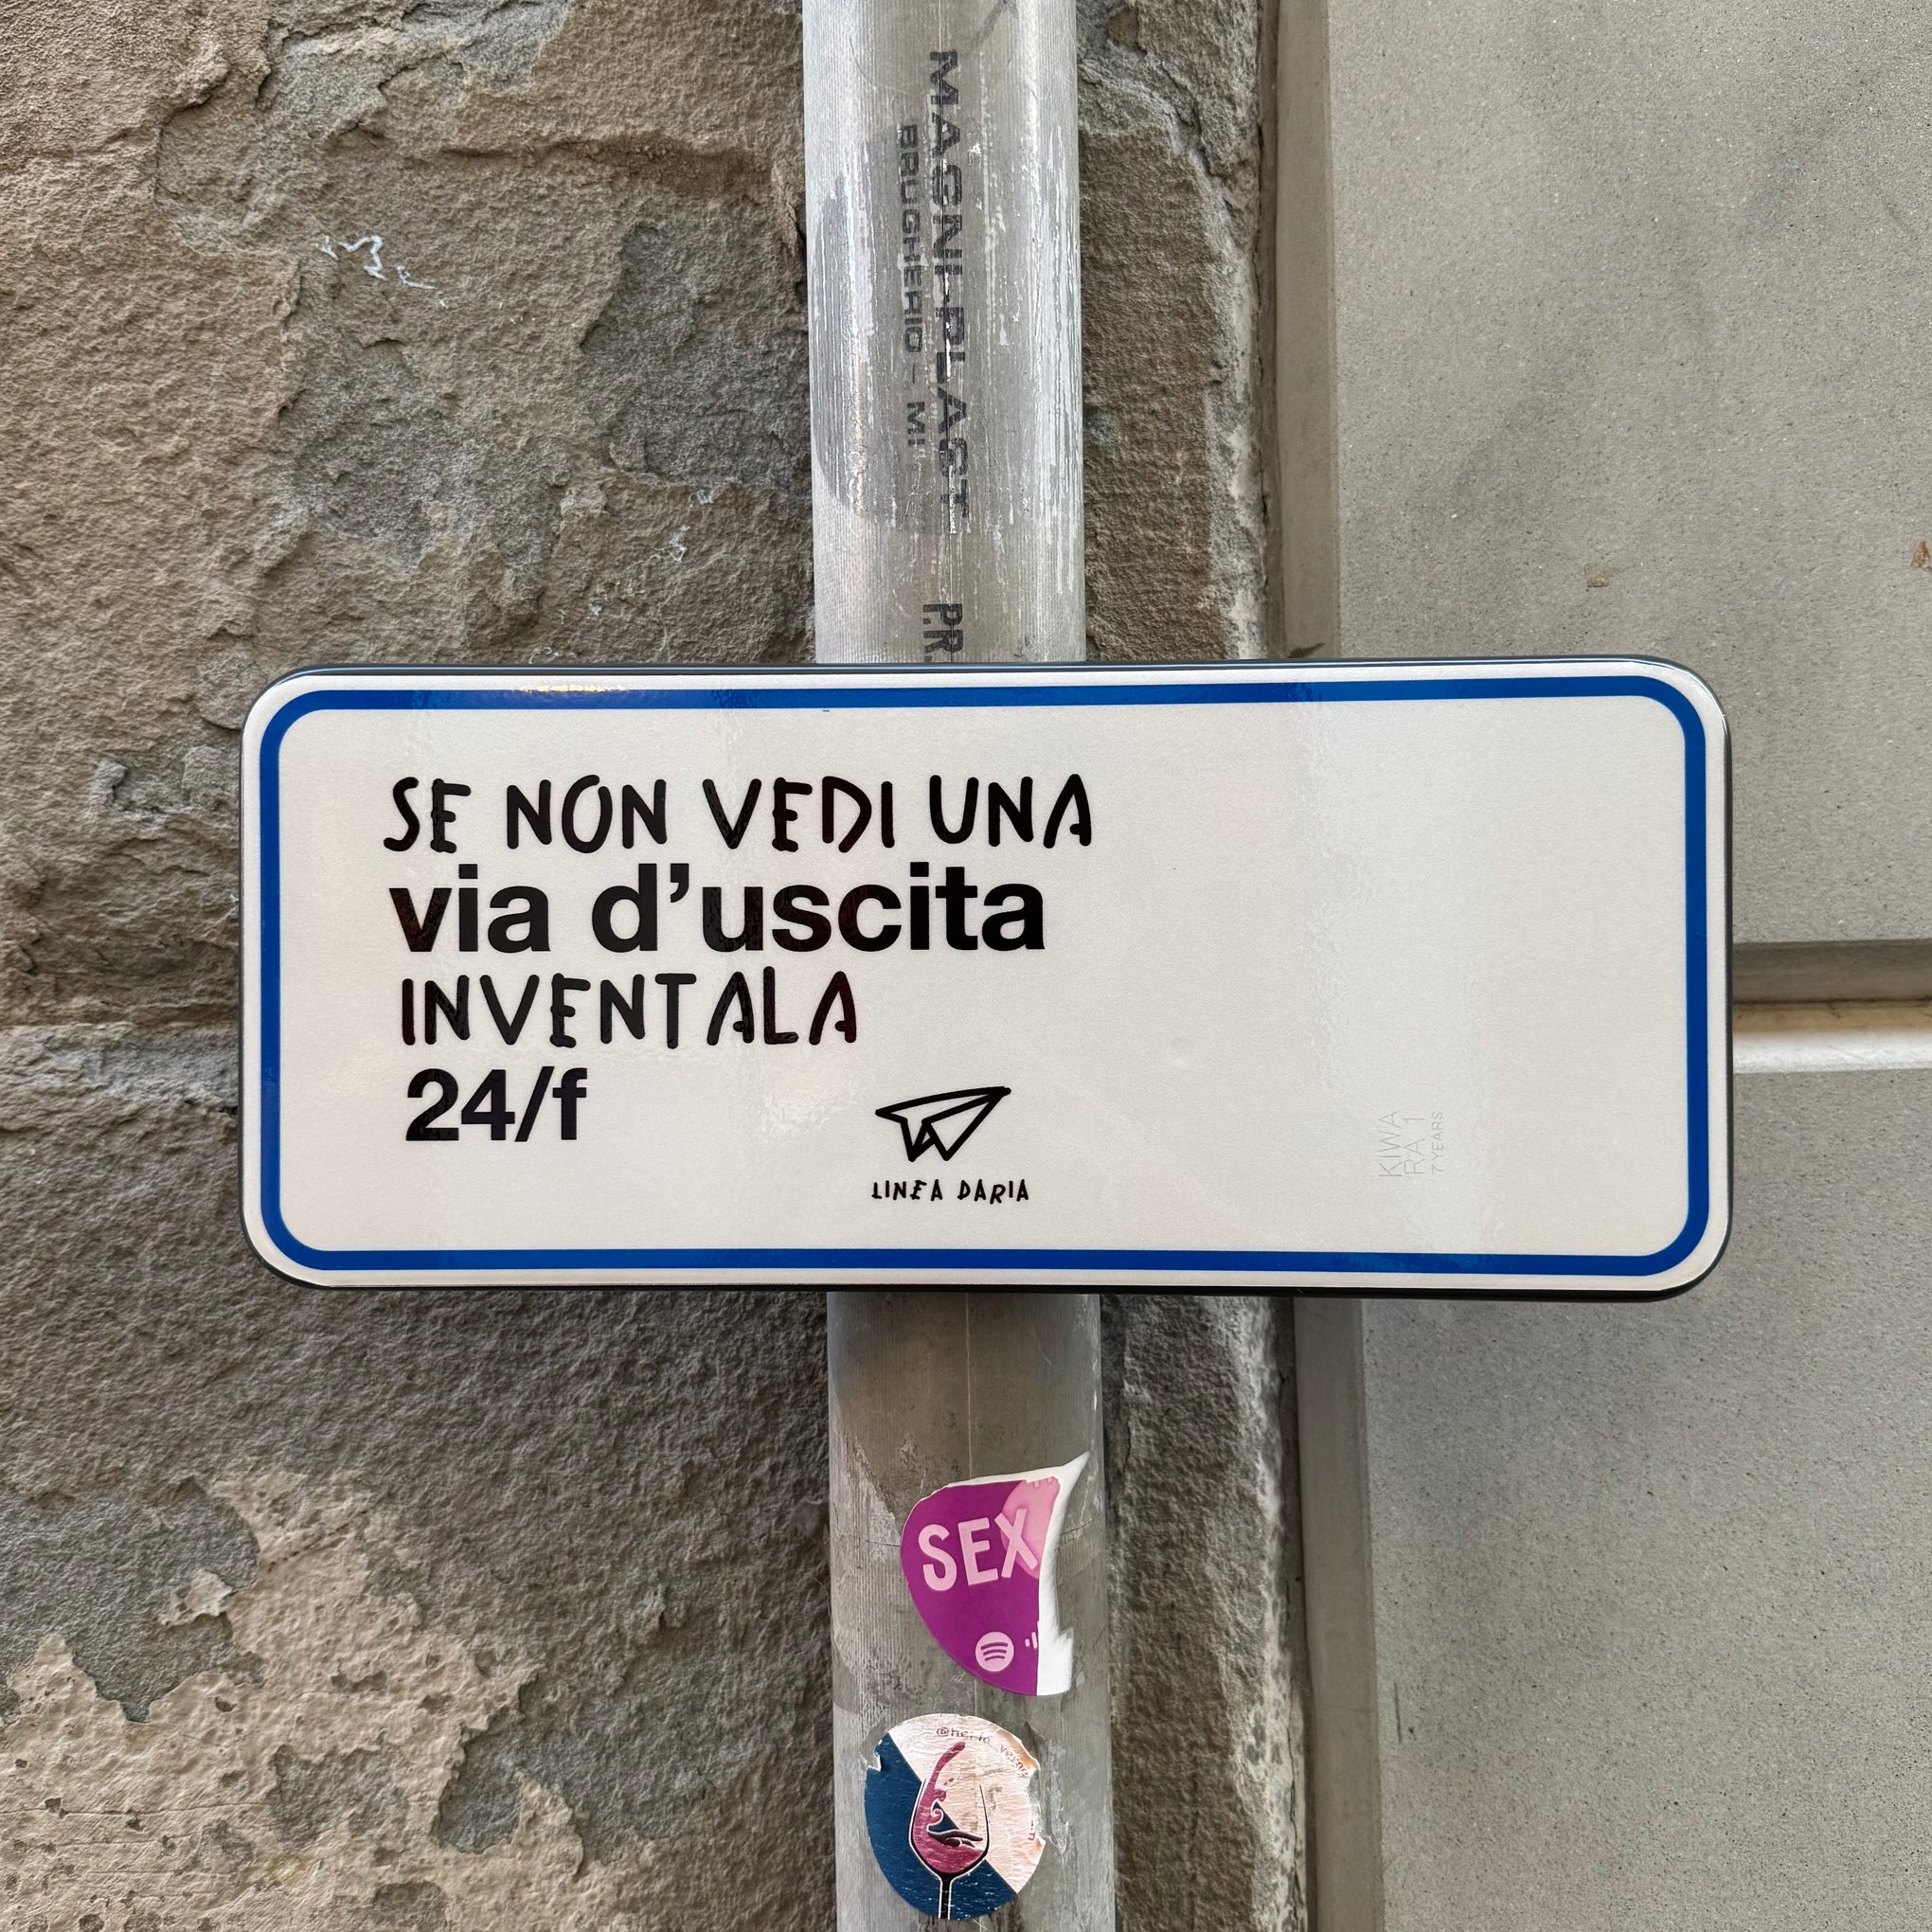 MAGNI-PLAST
BRUGHERIO - MI
P.R.
SE NON VEDI UNA
via d'uscita
INVENTALA
24/f
LINEA DARIA
KIWA
RA 1
7 YEARS
SEX